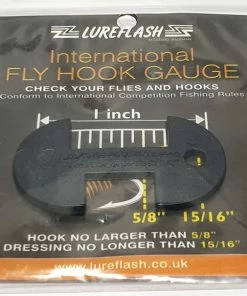 LUREFLASH
International
FLY HOOK GAUGE
CHECK YOUR FLIES AND HOOKS
Conform to International Competition Fishing Rules
1 inch
5/8" 15/16"
HOOK NO LARGER THAN 5/8"
DRESSING NO LONGER THAN 15/16"
www.lureflash.co.uk